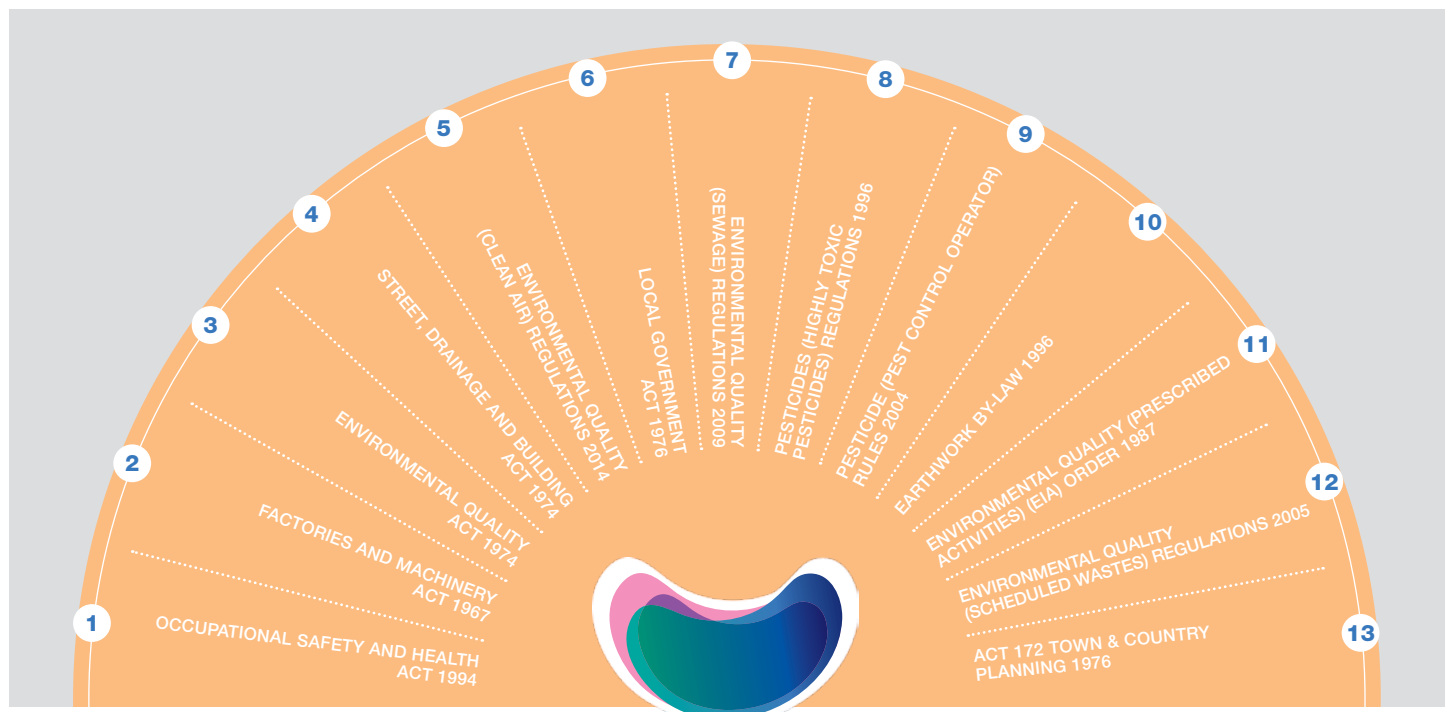 1
OCCUPATIONAL SAFETY AND HEALTH
ACT 1994
2
FACTORIES AND MACHINERY
ACT 1967
3
ENVIRONMENTAL QUALITY
ACT 1974
4
STREET, DRAINAGE AND BUILDING
ACT 1974
5
ENVIRONMENTAL QUALITY
(CLEAN AIR) REGULATIONS 2014
6
LOCAL GOVERNMENT
ACT 1976
7
ENVIRONMENTAL QUALITY
(SEWAGE) REGULATIONS 2009
8
PESTICIDES (HIGHLY TOXIC
PESTICIDES) REGULATIONS 1996
9
PESTICIDE (PEST CONTROL OPERATOR)
RULES 2004
10
EARTHWORK BY-LAW 1996
11
ENVIRONMENTAL QUALITY (PRESCRIBED
ACTIVITIES) (EIA) ORDER 1987
12
ENVIRONMENTAL QUALITY
(SCHEDULED WASTES) REGULATIONS 2005
13
ACT 172 TOWN & COUNTRY
PLANNING 1976